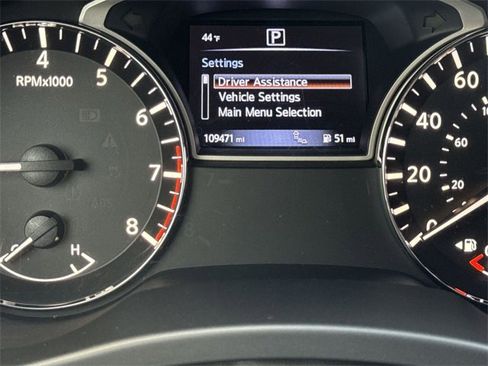 44 °F P
Settings
Driver Assistance
Vehicle Settings
Main Menu Selection
109471 mi 51 mi
4
5
RPMx1000
6
7
8
H
60
40
20
0
60
20